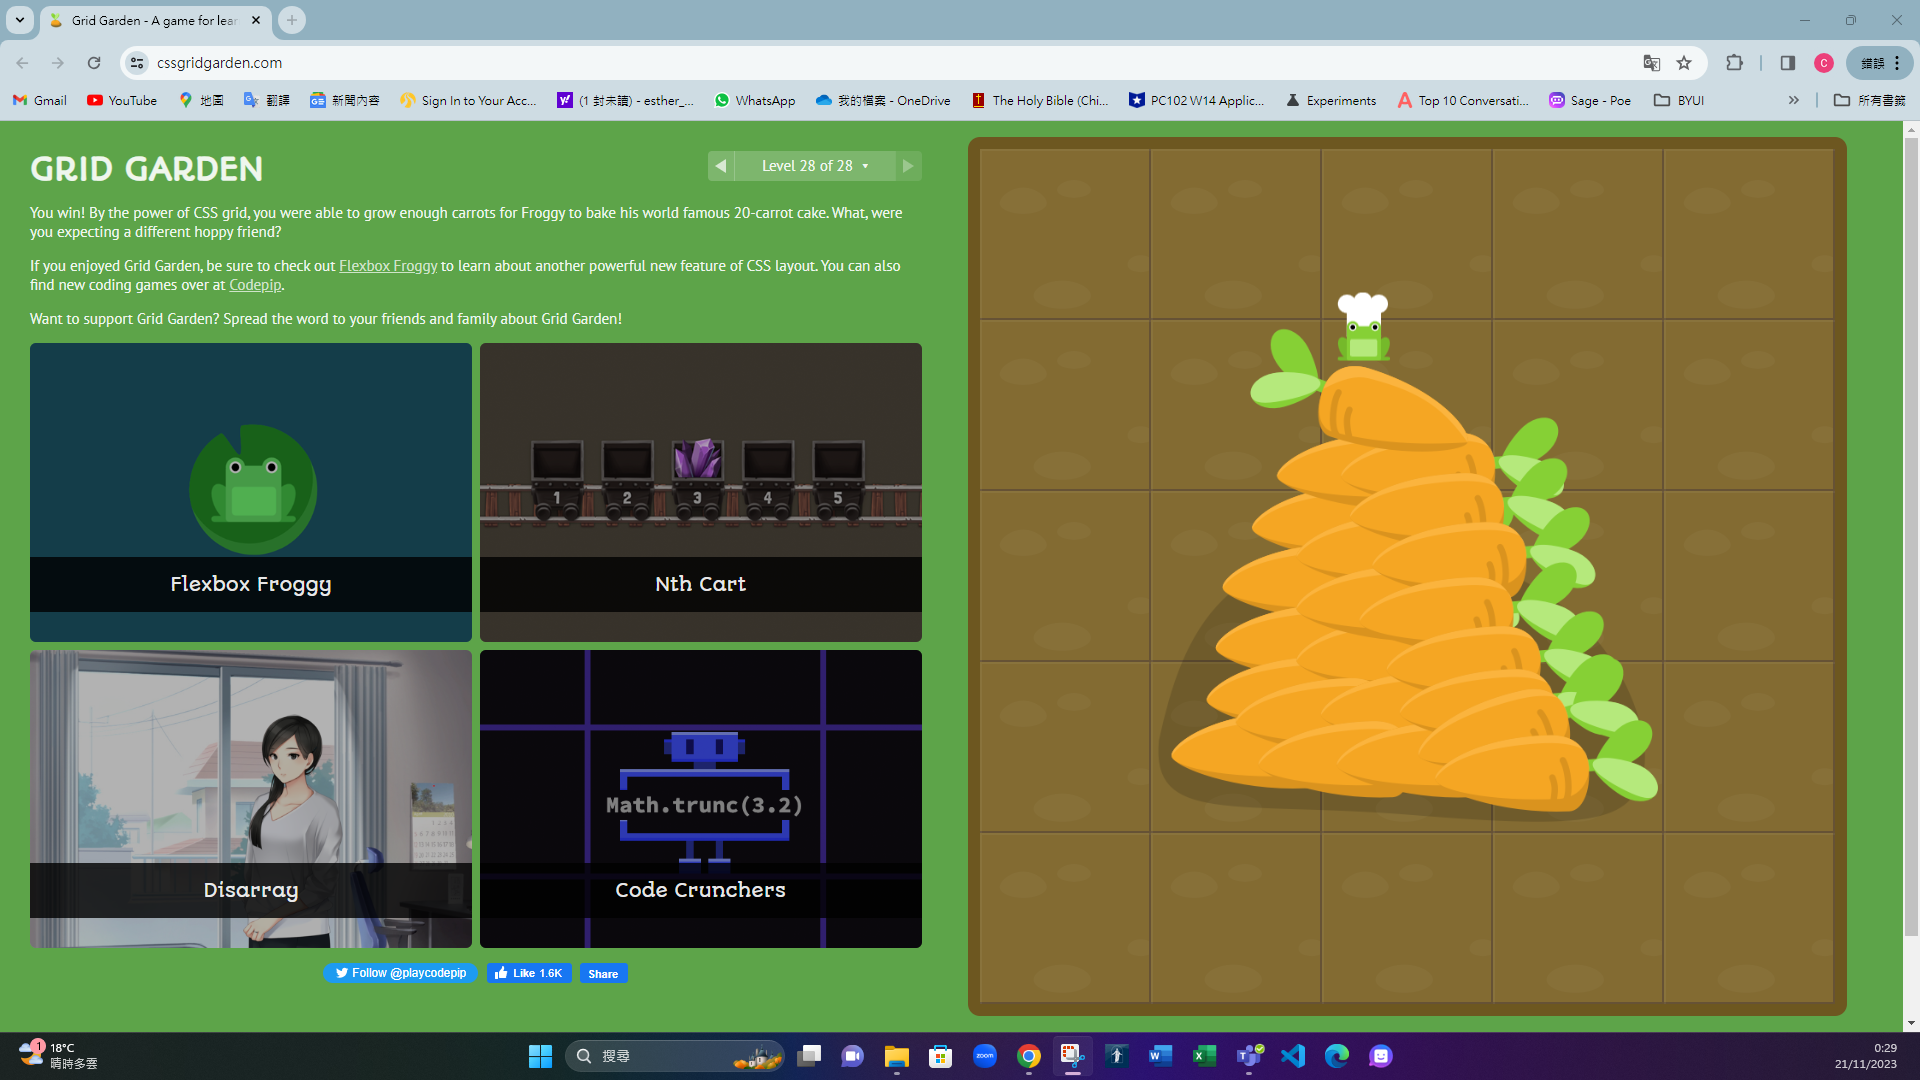 Grid Garden - A game for lear
cssgridgarden.com
C
錯誤
Gmail
YouTube
地圖
翻譯
新聞內容
Sign In to Your Acc...
(1 封未讀) - esther_...
WhatsApp
我的檔案 - OneDrive
The Holy Bible (Chi...
PC102 W14 Applic...
Experiments
Top 10 Conversati...
Sage - Poe
BYUI
»
所有書籤
GRID GARDEN
Level 28 of 28
You win! By the power of CSS grid, you were able to grow enough carrots for Froggy to bake his world famous 20-carrot cake. What, were
you expecting a different hoppy friend?
If you enjoyed Grid Garden, be sure to check out Flexbox Froggy to learn about another powerful new feature of CSS layout. You can also
find new coding games over at Codepip.
Want to support Grid Garden? Spread the word to your friends and family about Grid Garden!
Flexbox Froggy
1 2 3 4 5
Nth Cart
Disarray
Math.trunc(3.2)
Code Crunchers
Follow @playcodepip
Like 1.6K
Share
1
18°C
晴時多雲
搜尋
zoom
0:29
21/11/2023